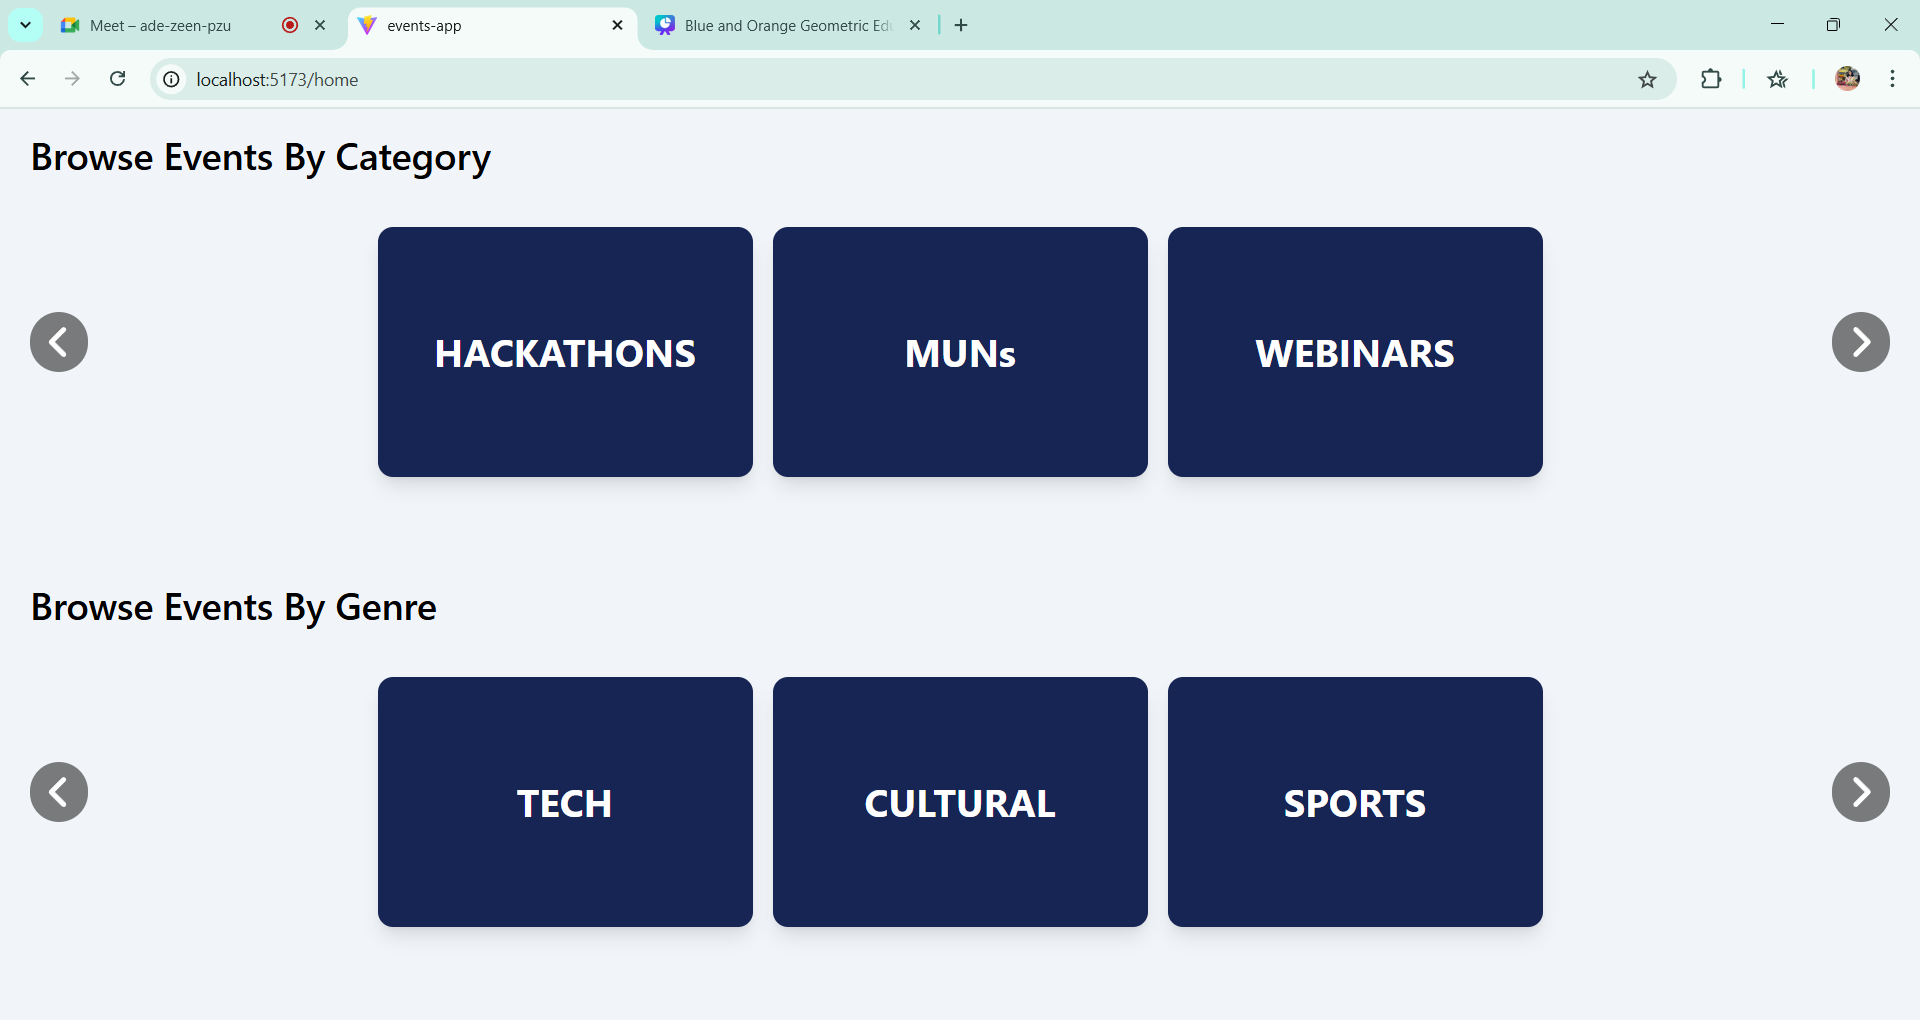 Meet – ade-zeen-pzu
events-app
Blue and Orange Geometric
localhost:5173/home
Browse Events By Category
HACKATHONS
MUNs
WEBINARS
Browse Events By Genre
TECH
CULTURAL
SPORTS